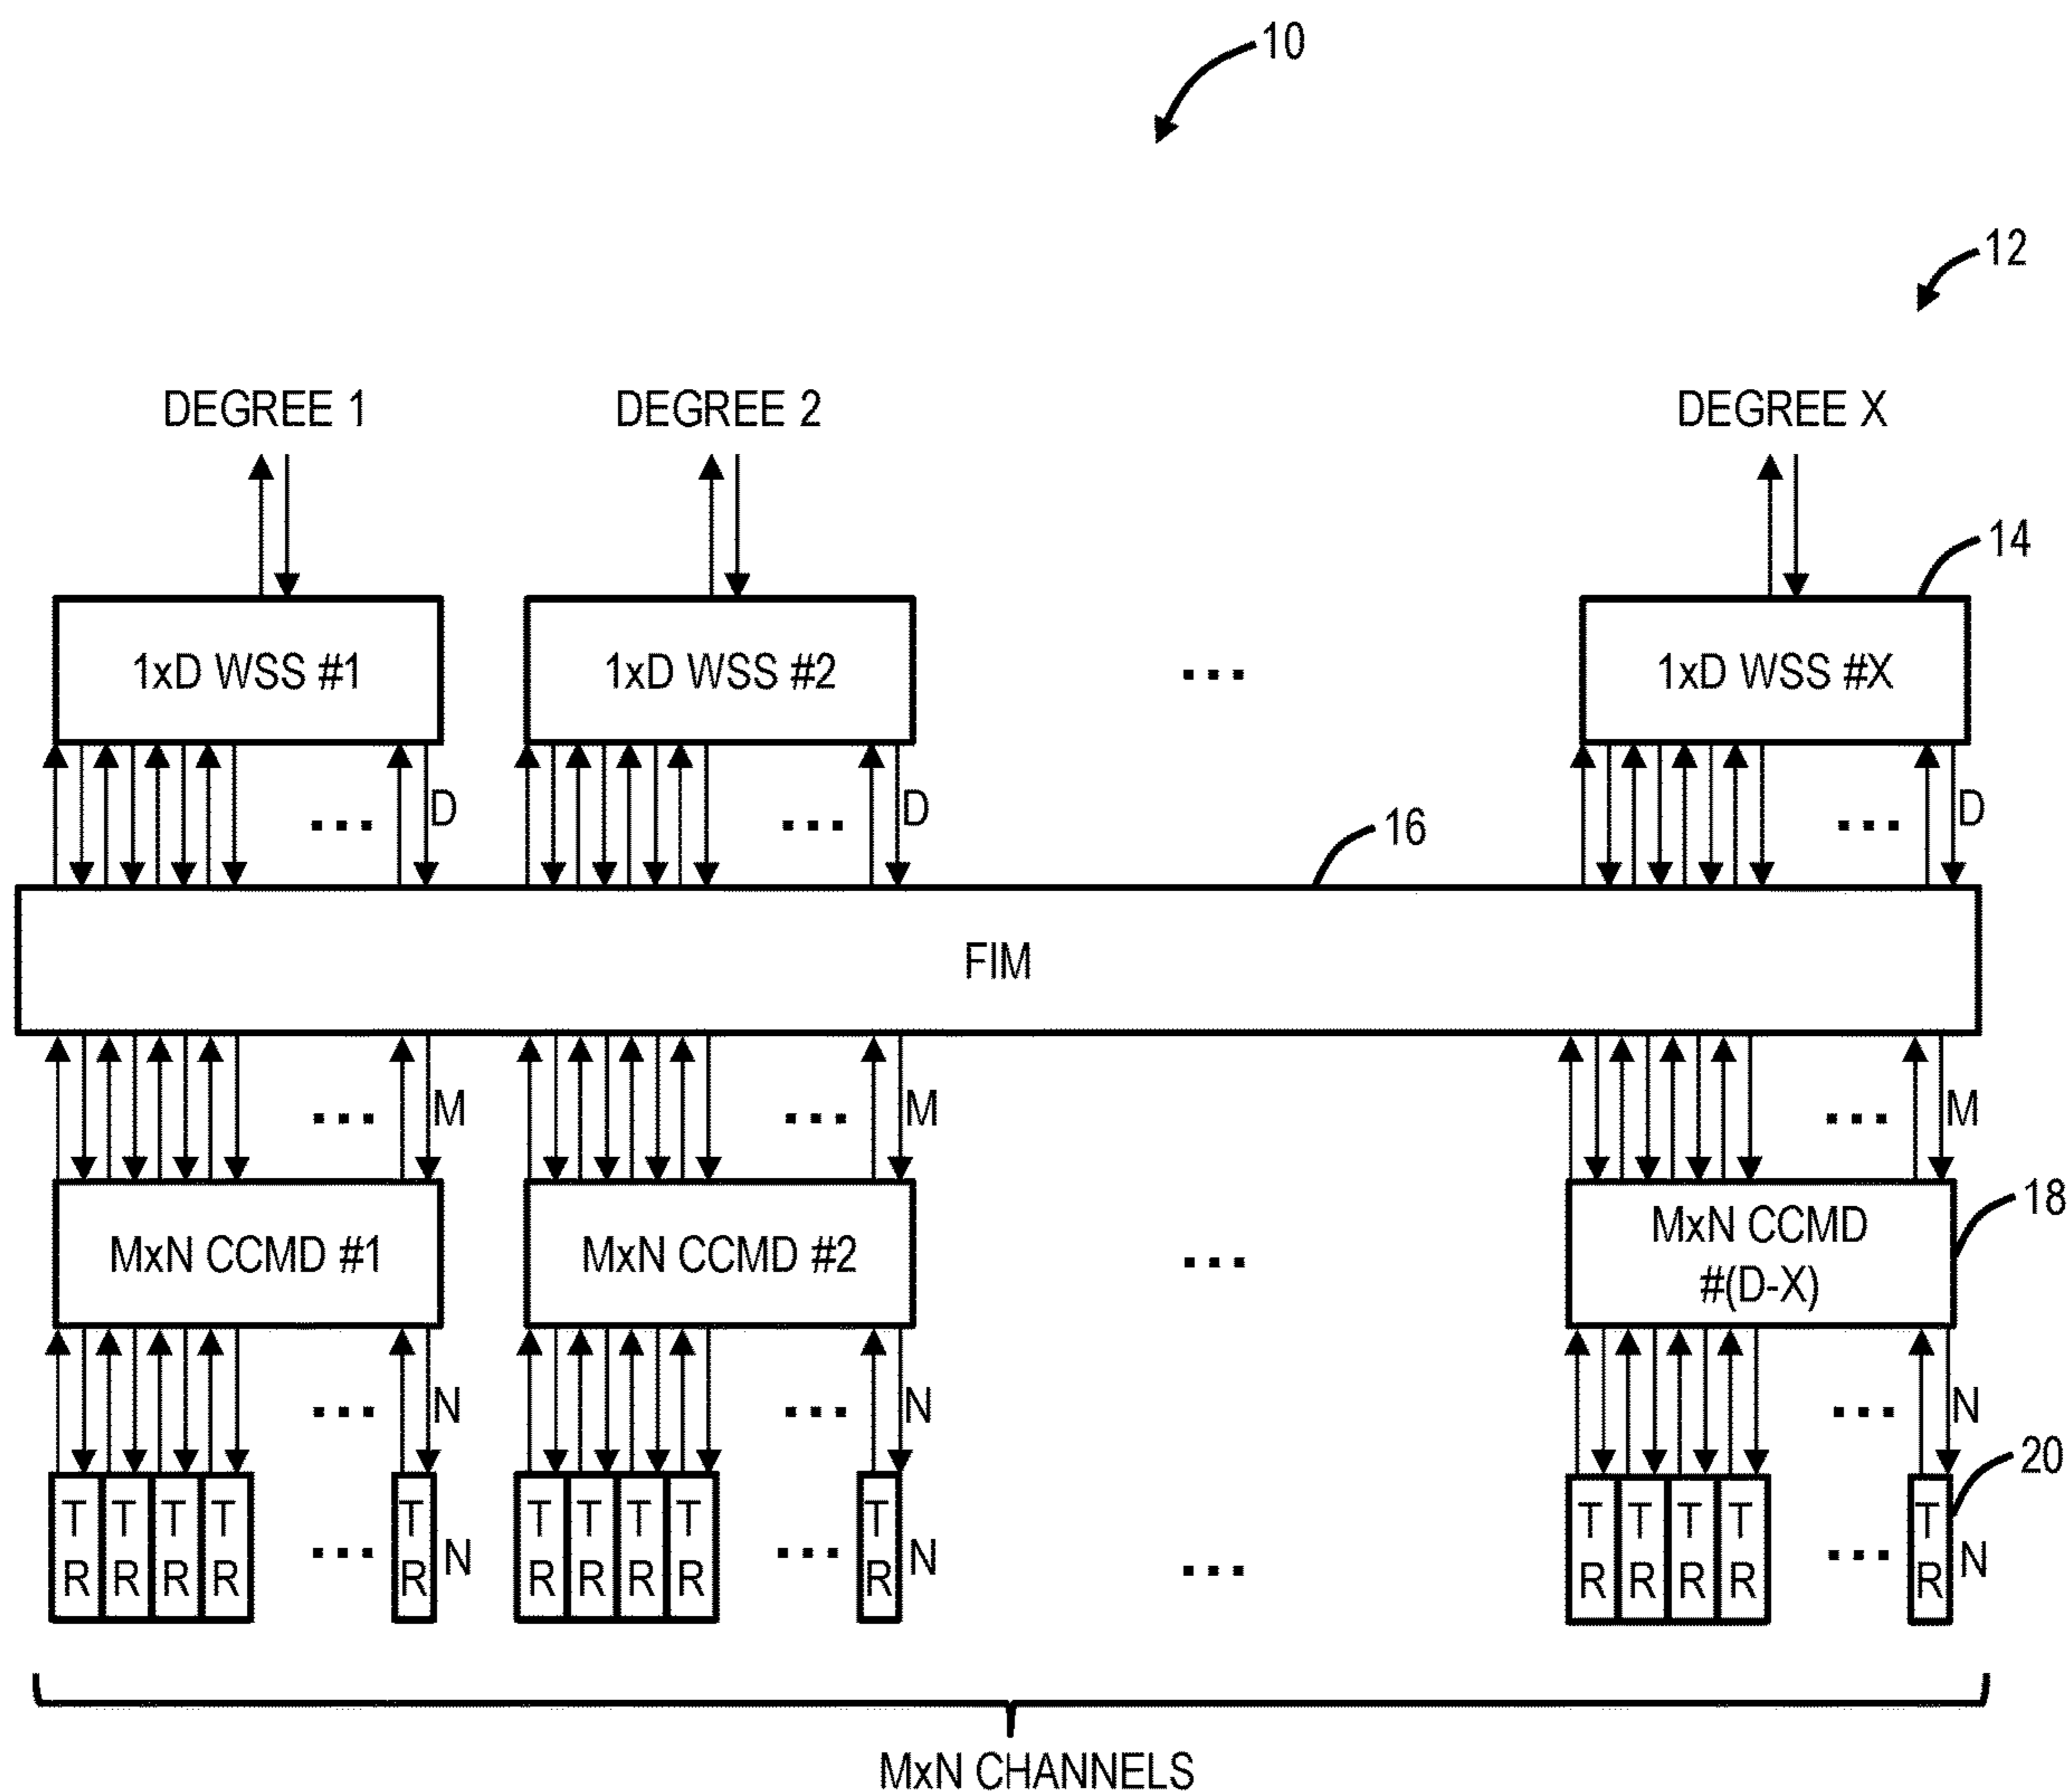 10
12
DEGREE 1 DEGREE 2 DEGREE X
14
1xD WSS #1 1xD WSS #2 ... 1xD WSS #X
... D ... D ... D
16
FIM
... M ... M ... M
18
MxN CCMD #1 MxN CCMD #2 ... MxN CCMD
#(D-X)
... N ... N ... N
20
T T T T T T T T T T T T T T T
... N ... N ... ... N
R R R R R R R R R R R R R R R
MxN CHANNELS